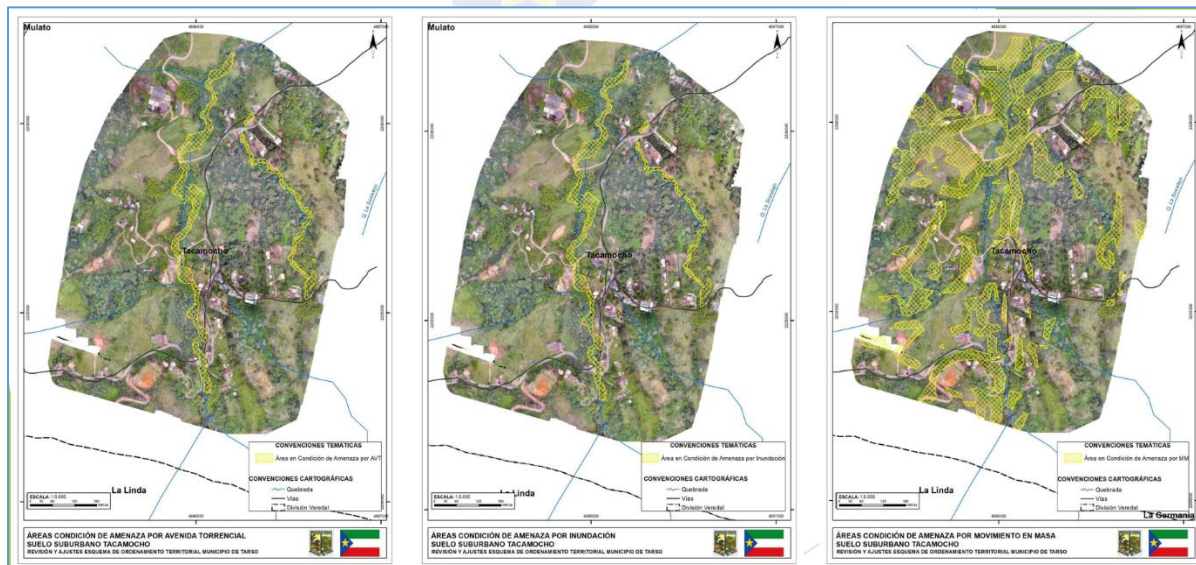 Mulato
4686500
4687000
Q La Sonadora
Tacamocho
CONVENCIONES TEMÁTICAS
Área en Condición de Amenaza por AVT
CONVENCIONES CARTOGRÁFICAS
Quebrada
Vías
División Veredal
La Linda
ESCALA: 1:5.000
ÁREAS CONDICIÓN DE AMENAZA POR AVENIDA TORRENCIAL
SUELO SUBURBANO TACAMOCHO
REVISIÓN Y AJUSTES ESQUEMA DE ORDENAMIENTO TERRITORIAL MUNICIPIO DE TARSO
Mulato
Tacamocho
CONVENCIONES TEMÁTICAS
Área en Condición de Amenaza por Inundación
CONVENCIONES CARTOGRÁFICAS
Quebrada
Vías
División Veredal
La Linda
ESCALA: 1:5.000
ÁREAS CONDICIÓN DE AMENAZA POR INUNDACIÓN
SUELO SUBURBANO TACAMOCHO
REVISIÓN Y AJUSTES ESQUEMA DE ORDENAMIENTO TERRITORIAL MUNICIPIO DE TARSO
Mulato
Tacamocho
CONVENCIONES TEMÁTICAS
Área en Condición de Amenaza por MM
CONVENCIONES CARTOGRÁFICAS
Quebrada
Vías
División Veredal
La Linda
La Germania
ESCALA: 1:5.000
ÁREAS CONDICIÓN DE AMENAZA POR MOVIMIENTO EN MASA
SUELO SUBURBANO TACAMOCHO
REVISIÓN Y AJUSTES ESQUEMA DE ORDENAMIENTO TERRITORIAL MUNICIPIO DE TARSO